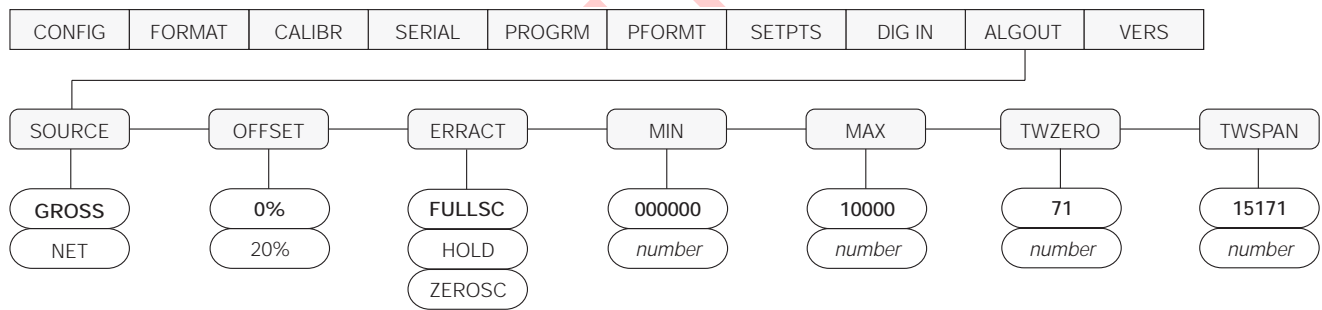 CONFIG FORMAT CALIBR SERIAL PROGRM PFORMT SETPTS DIG IN ALGOUT VERS
SOURCE OFFSET ERRACT MIN MAX TWZERO TWSPAN
GROSS 0% FULLSC 000000 10000 71 15171
NET 20% HOLD number number number number
ZEROSC